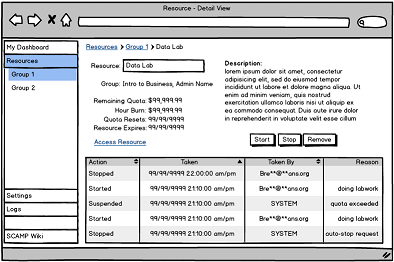 Resource - Detail View
My Dashboard
Resources
Group 1
Group 2
Settings
Logs
SCAMP Wiki
Resources > Group 1 > Data Lab
Resource: Data Lab
Group: Intro to Business, Admin Name
Remaining Quota: $99,999.99
Hour Burn: $99,999.99
Quota Resets: 99/99/9999
Resource Expires: 99/99/9999
Access Resource
Description:
lorem ipsum dolor sit amet, consectetur
adipisicing elit, sed do eiusmod tempor
incididunt ut labore et dolore magna aliqua. Ut
enim ad minim veniam, quis nostrud
exercitation ullamco laboris nisi ut aliquip ex
ea commodo consequat. Duis aute irure dolor
in reprehenderit in voluptate velit esse cillum
Start Stop Remove
Action Taken Taken By Reason
Stopped 99/99/9999 22:00:00 am/pm Bre**@**ans.org
Started 99/99/9999 21:10:00 am/pm Bre**@**ons.org doing labwork
Suspended 99/99/9999 21:10:00 am/pm SYSTEM quota exceeded
Started 99/99/9999 21:10:00 am/pm Bre**@**ons.org doing labwork
Stopped 99/99/9999 21:10:00 am/pm SYSTEM auto-stop request